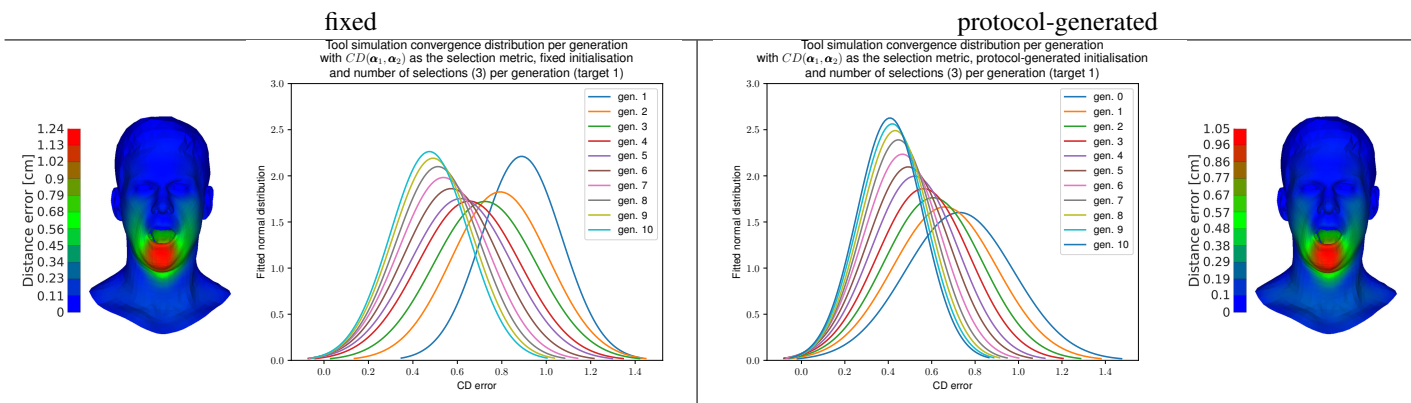 fixed
protocol-generated
Tool simulation convergence distribution per generation
with CD(α₁, α₂) as the selection metric, fixed initialisation
and number of selections (3) per generation (target 1)
Distance error [cm]
1.24
1.13
1.02
0.9
0.79
0.68
0.56
0.45
0.34
0.23
0.11
0
Fitted normal distribution
3.0
2.5
2.0
1.5
1.0
0.5
0.0
gen. 1
gen. 2
gen. 3
gen. 4
gen. 5
gen. 6
gen. 7
gen. 8
gen. 9
gen. 10
0.0 0.2 0.4 0.6 0.8 1.0 1.2 1.4
CD error
Tool simulation convergence distribution per generation
with CD(α₁, α₂) as the selection metric, protocol-generated initialisation
and number of selections (3) per generation (target 1)
Fitted normal distribution
3.0
2.5
2.0
1.5
1.0
0.5
0.0
gen. 0
gen. 1
gen. 2
gen. 3
gen. 4
gen. 5
gen. 6
gen. 7
gen. 8
gen. 9
gen. 10
0.0 0.2 0.4 0.6 0.8 1.0 1.2 1.4
CD error
Distance error [cm]
1.05
0.96
0.86
0.77
0.67
0.57
0.48
0.38
0.29
0.19
0.1
0